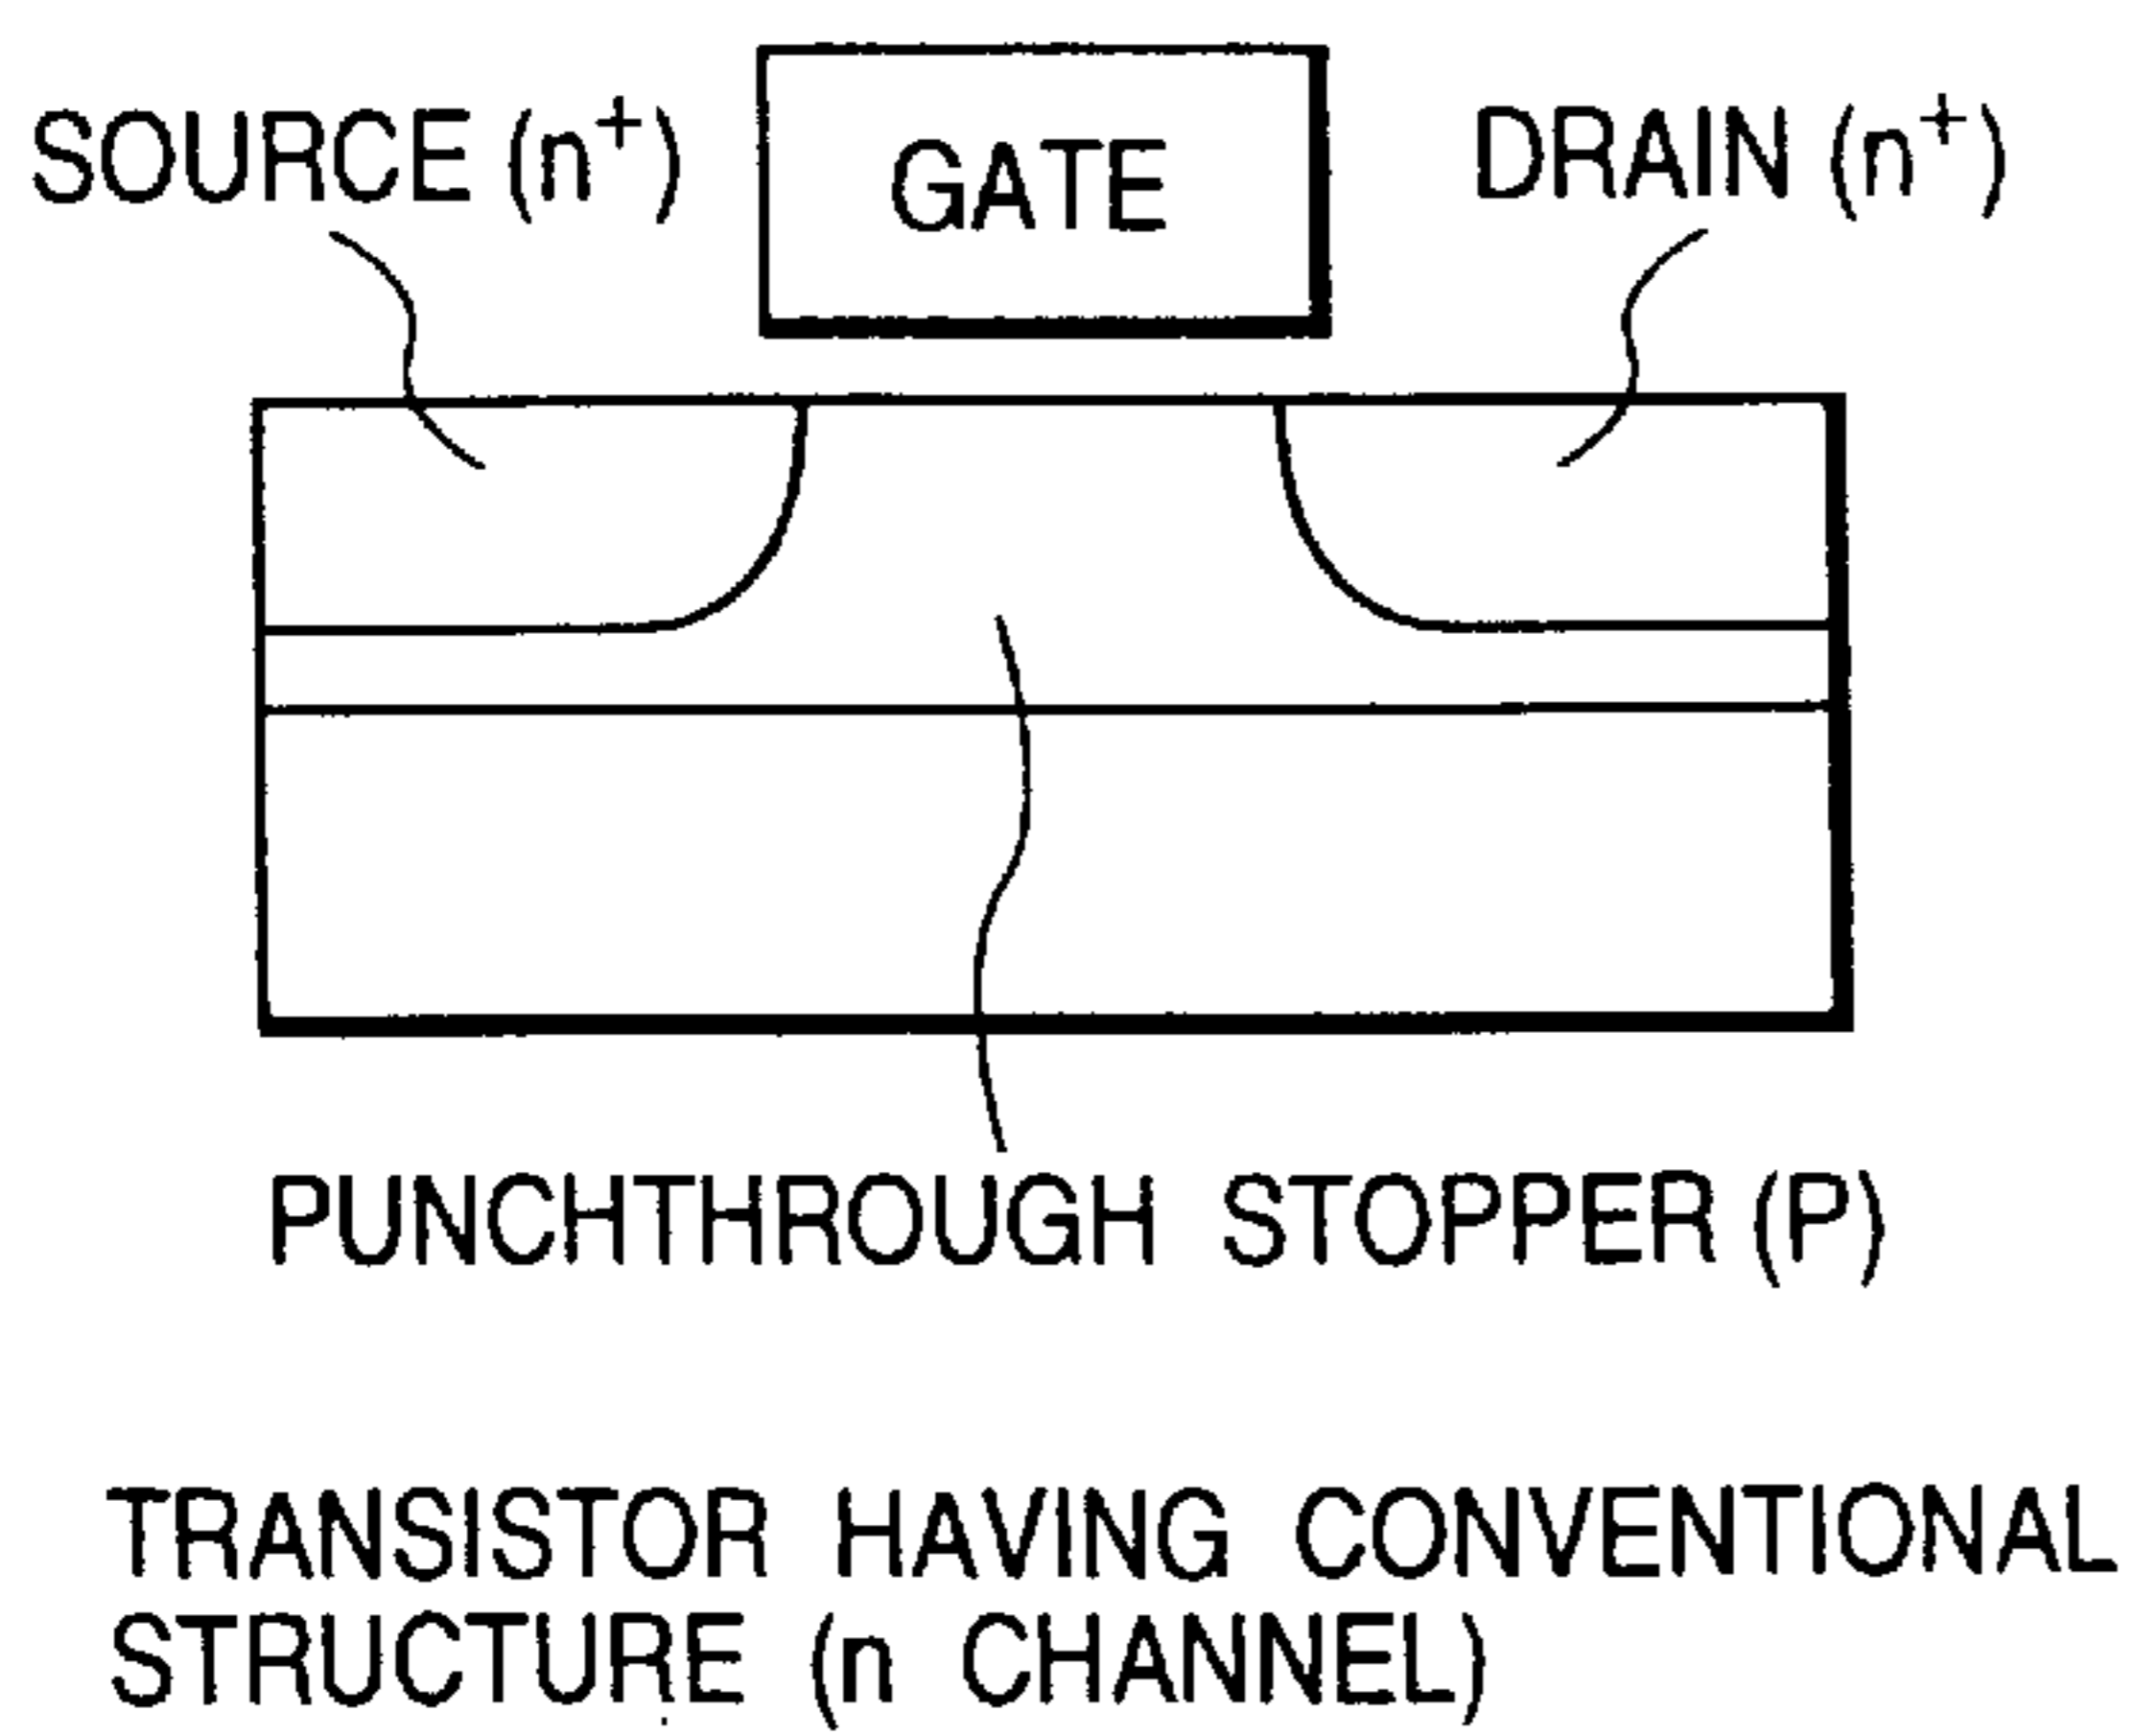 SOURCE (n⁺)
GATE
DRAIN (n⁺)
PUNCHTHROUGH STOPPER (P)
TRANSISTOR HAVING CONVENTIONAL
STRUCTURE (n CHANNEL)